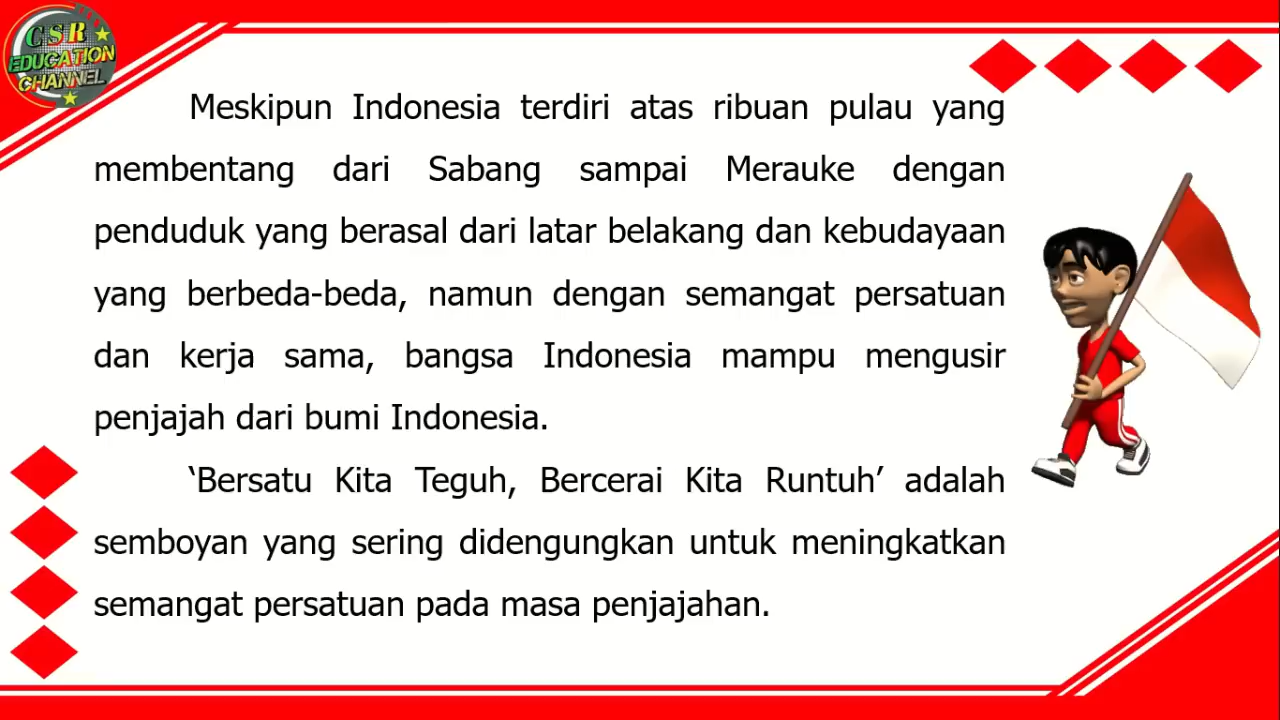 CSR
EDUCATION
CHANNEL
Meskipun Indonesia terdiri atas ribuan pulau yang
membentang dari Sabang sampai Merauke dengan
penduduk yang berasal dari latar belakang dan kebudayaan
yang berbeda-beda, namun dengan semangat persatuan
dan kerja sama, bangsa Indonesia mampu mengusir
penjajah dari bumi Indonesia.
‘Bersatu Kita Teguh, Bercerai Kita Runtuh’ adalah
semboyan yang sering didengungkan untuk meningkatkan
semangat persatuan pada masa penjajahan.